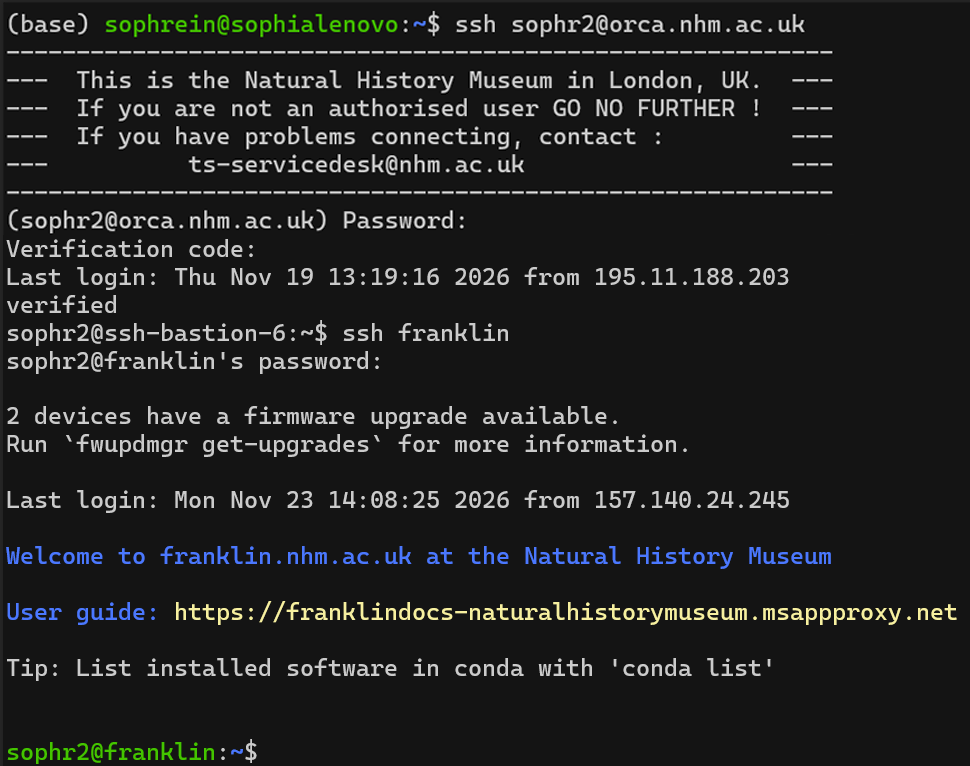 (base) sophrein@sophialenovo:~$ ssh sophr2@orca.nhm.ac.uk
-----------------------------------------------------------
---  This is the Natural History Museum in London, UK.  ---
---  If you are not an authorised user GO NO FURTHER !  ---
---  If you have problems connecting, contact :         ---
---          ts-servicedesk@nhm.ac.uk                   ---
-----------------------------------------------------------
(sophr2@orca.nhm.ac.uk) Password:
Verification code:
Last login: Thu Nov 19 13:19:16 2026 from 195.11.188.203
verified
sophr2@ssh-bastion-6:~$ ssh franklin
sophr2@franklin's password:
2 devices have a firmware upgrade available.
Run `fwupdmgr get-upgrades` for more information.
Last login: Mon Nov 23 14:08:25 2026 from 157.140.24.245
Welcome to franklin.nhm.ac.uk at the Natural History Museum
User guide: https://franklindocs-naturalhistorymuseum.msappproxy.net
Tip: List installed software in conda with 'conda list'
sophr2@franklin:~$